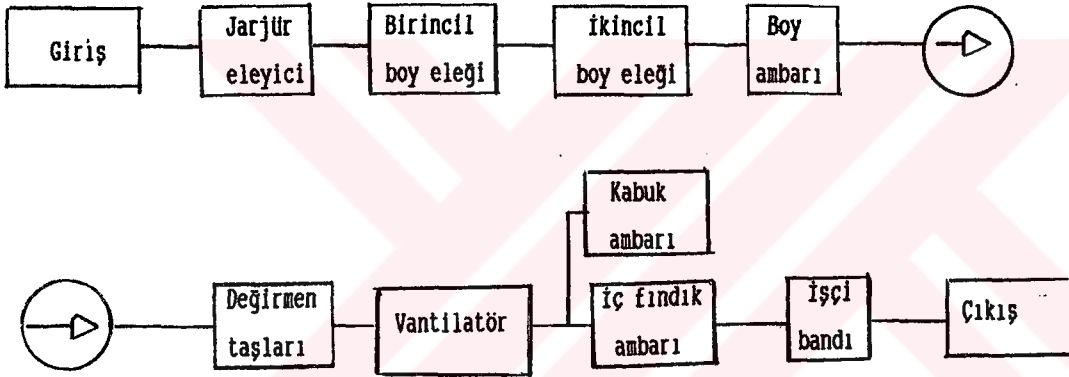 Giriş
Jarjür
eleyici
Birincil
boy eleği
İkincil
boy eleği
Boy
ambarı
Kabuk
ambarı
Değirmen
taşları
Vantilatör
İç fındık
ambarı
İşçi
bandı
Çıkış